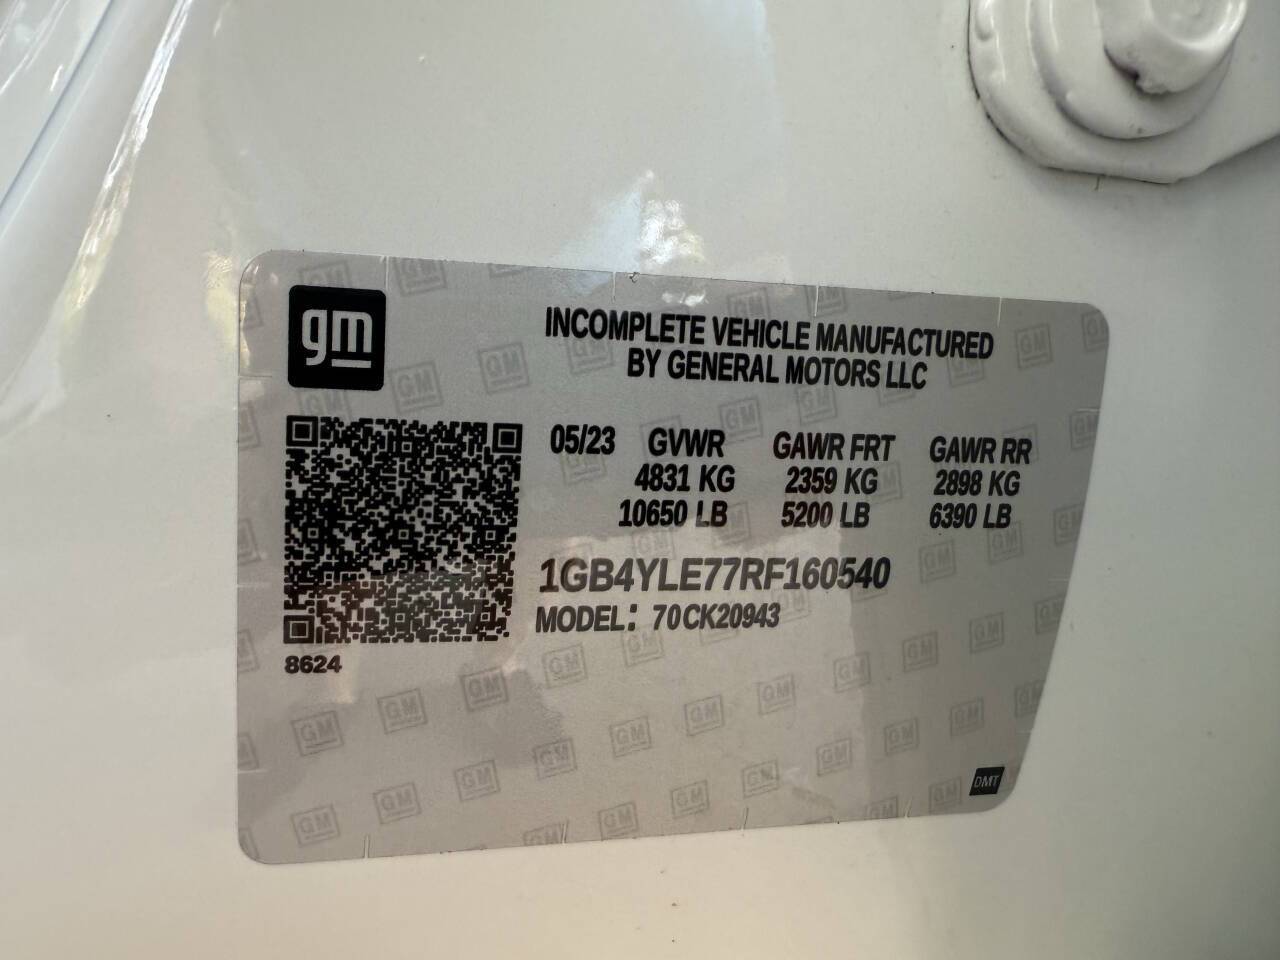 gm
INCOMPLETE VEHICLE MANUFACTURED
BY GENERAL MOTORS LLC
05/23 GVWR GAWR FRT GAWR RR
4831 KG 2359 KG 2898 KG
10650 LB 5200 LB 6390 LB
1GB4YLE77RF160540
MODEL: 70CK20943
8624
DMT